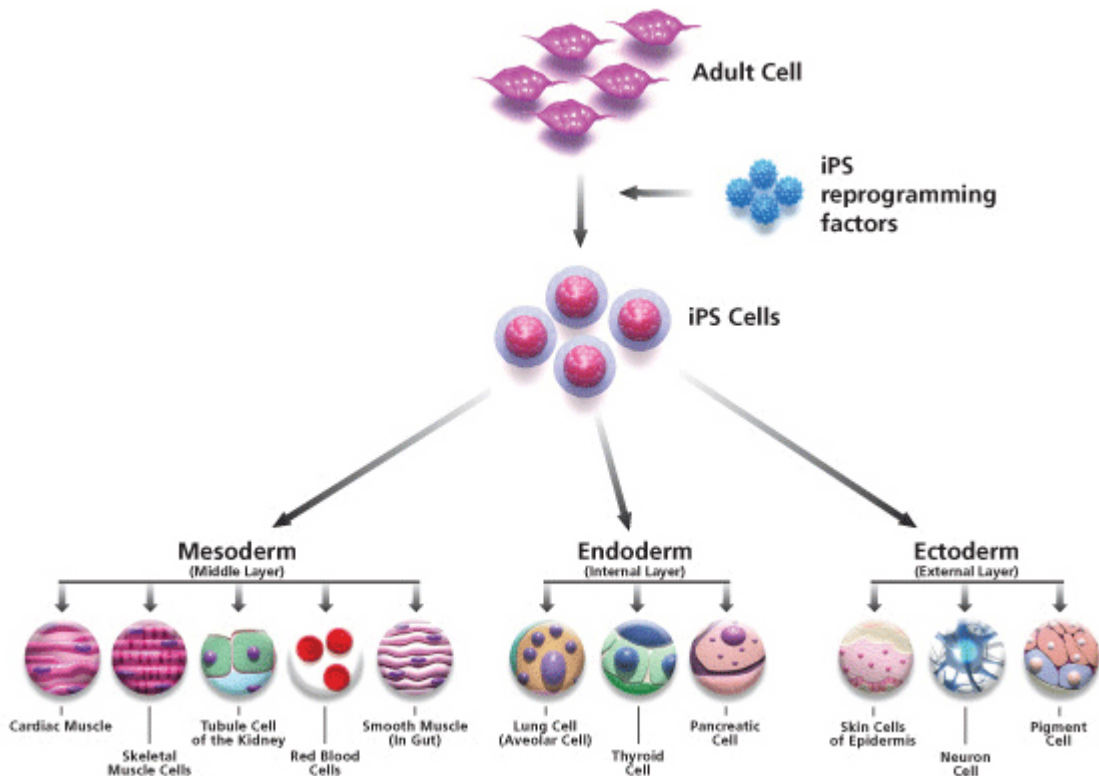 Adult Cell
iPS
reprogramming
factors
iPS Cells
Mesoderm
(Middle Layer)
Endoderm
(Internal Layer)
Ectoderm
(External Layer)
Cardiac Muscle
Skeletal
Muscle Cells
Tubule Cell
of the Kidney
Red Blood
Cells
Smooth Muscle
(In Gut)
Lung Cell
(Aveolar Cell)
Thyroid
Cell
Pancreatic
Cell
Skin Cells
of Epidermis
Neuron
Cell
Pigment
Cell